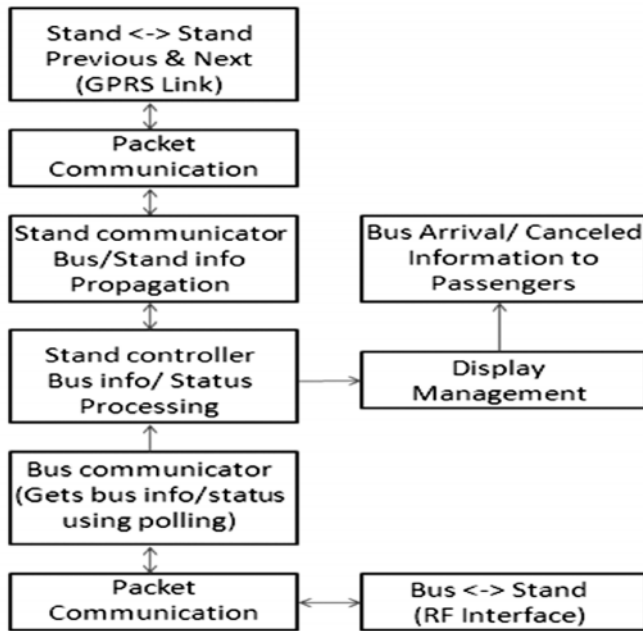 Stand <-> Stand
Previous & Next
(GPRS Link)
Packet
Communication
Stand communicator
Bus/Stand info
Propagation
Bus Arrival/ Canceled
Information to
Passengers
Stand controller
Bus info/ Status
Processing
Display
Management
Bus communicator
(Gets bus info/status
using polling)
Packet
Communication
Bus <-> Stand
(RF Interface)